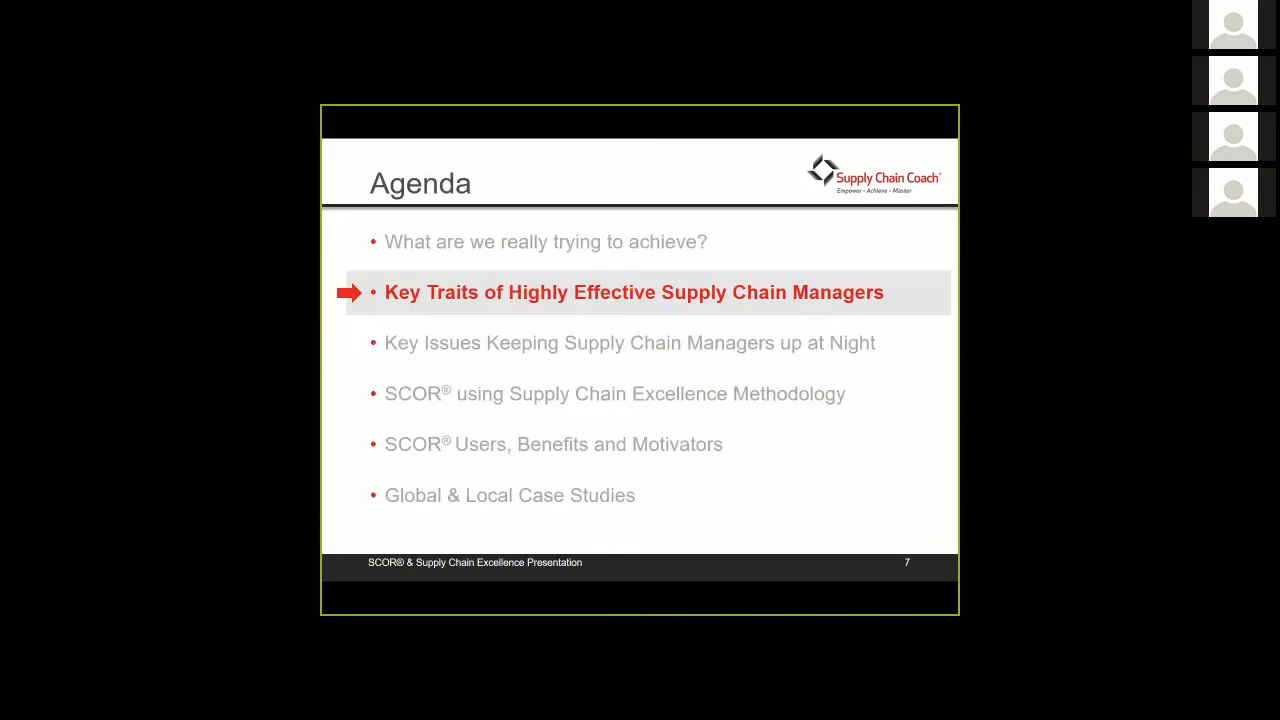 Agenda
Supply Chain Coach
Empower - Achieve - Master
• What are we really trying to achieve?
• Key Traits of Highly Effective Supply Chain Managers
• Key Issues Keeping Supply Chain Managers up at Night
• SCOR® using Supply Chain Excellence Methodology
• SCOR® Users, Benefits and Motivators
• Global & Local Case Studies
SCOR® & Supply Chain Excellence Presentation
7